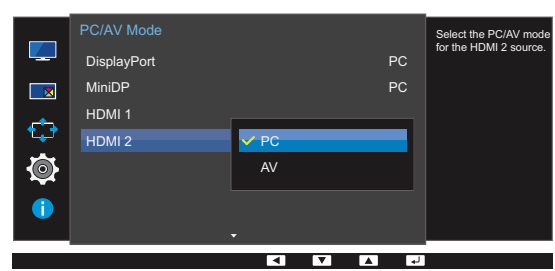 PC/AV Mode
DisplayPort PC
MiniDP PC
HDMI 1
HDMI 2
PC
AV
Select the PC/AV mode
for the HDMI 2 source.